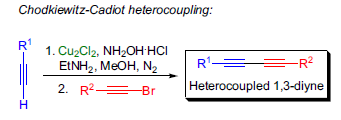 Chodkiewitz-Cadiot heterocoupling:
R¹
H
1. Cu₂Cl₂, NH₂OH·HCl
EtNH₂, MeOH, N₂
2. R²—≡—Br
R¹—≡—≡—R²
Heterocoupled 1,3-diyne